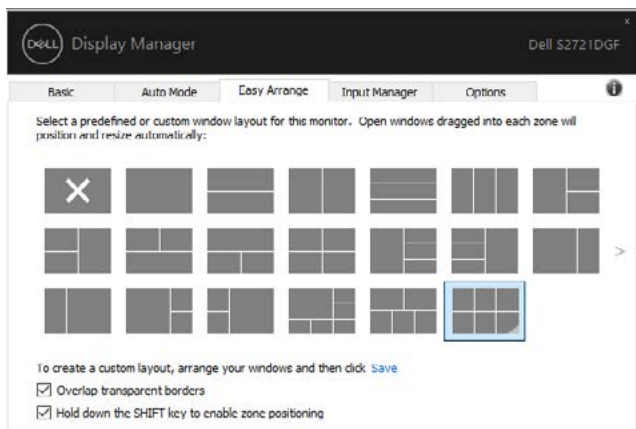 x
DELL Display Manager Dell S2721DGF
Basic Auto Mode Easy Arrange Input Manager Options
Select a predefined or custom window layout for this monitor. Open windows dragged into each zone will
position and resize automatically:
To create a custom layout, arrange your windows and then click Save
Overlap transparent borders
Hold down the SHIFT key to enable zone positioning